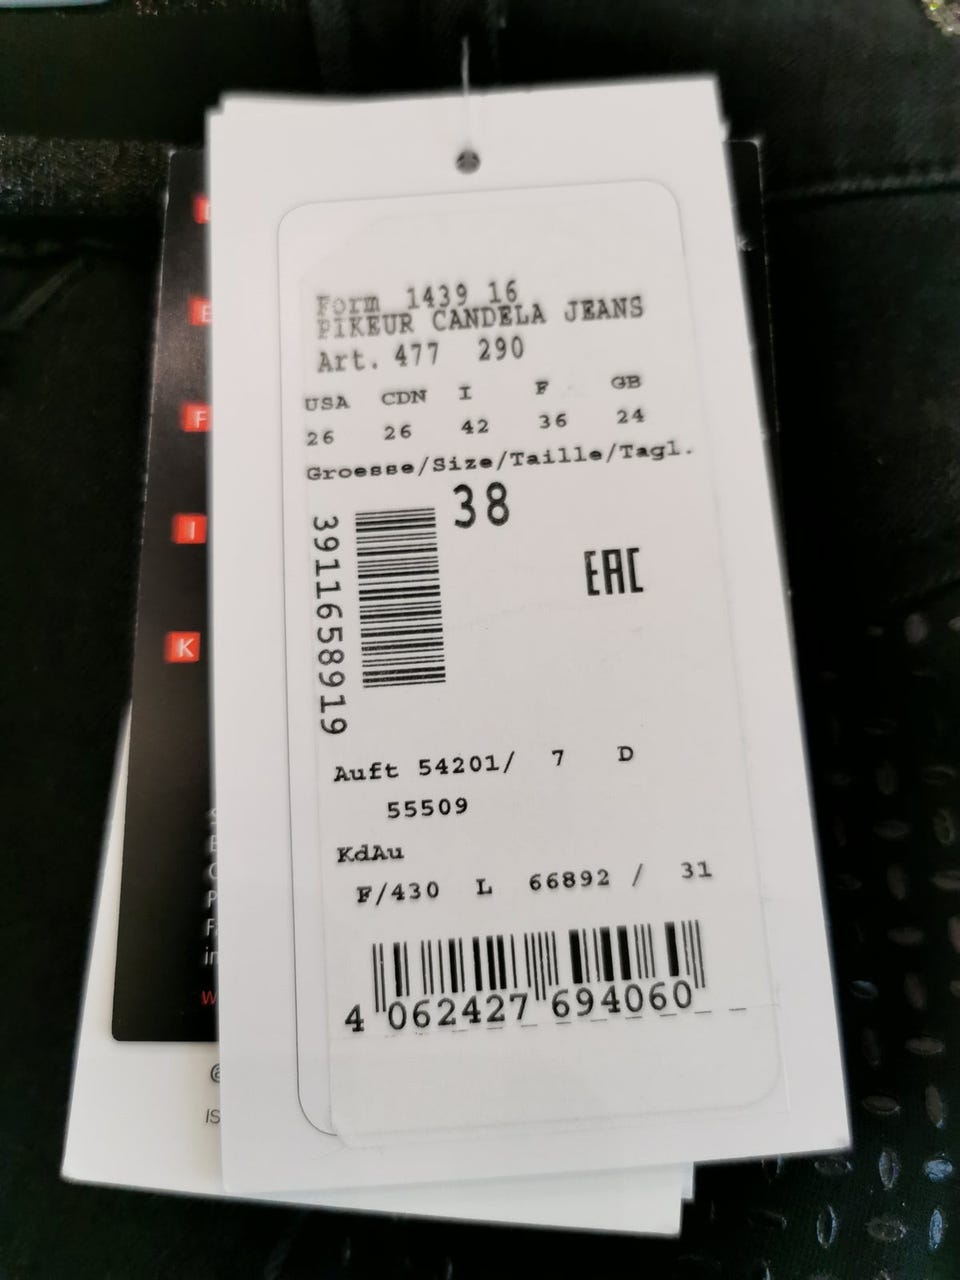 Form 1439 16
PIKEUR CANDELA JEANS
Art. 477 290
USA CDN I F GB
26 26 42 36 24
Groesse/Size/Taille/Tagl.
38
3911658919
EAC
Auft 54201/ 7 D
55509
KdAu
F/430 L 66892 / 31
4 062427 694060
E
F
I
K